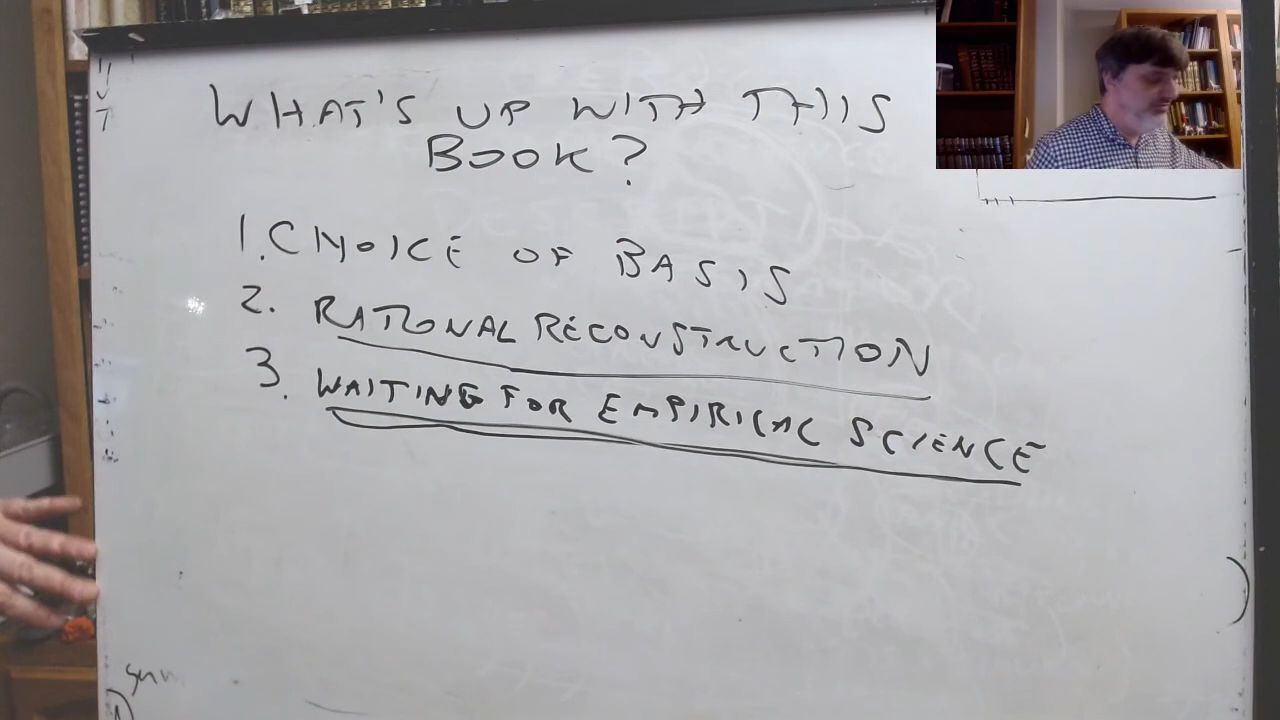 WHAT'S UP WITH THIS
BOOK?
1. CHOICE OF BASIS
2. RATIONAL RECONSTRUCTION
3. WAITING FOR EMPIRICAL SCIENCE